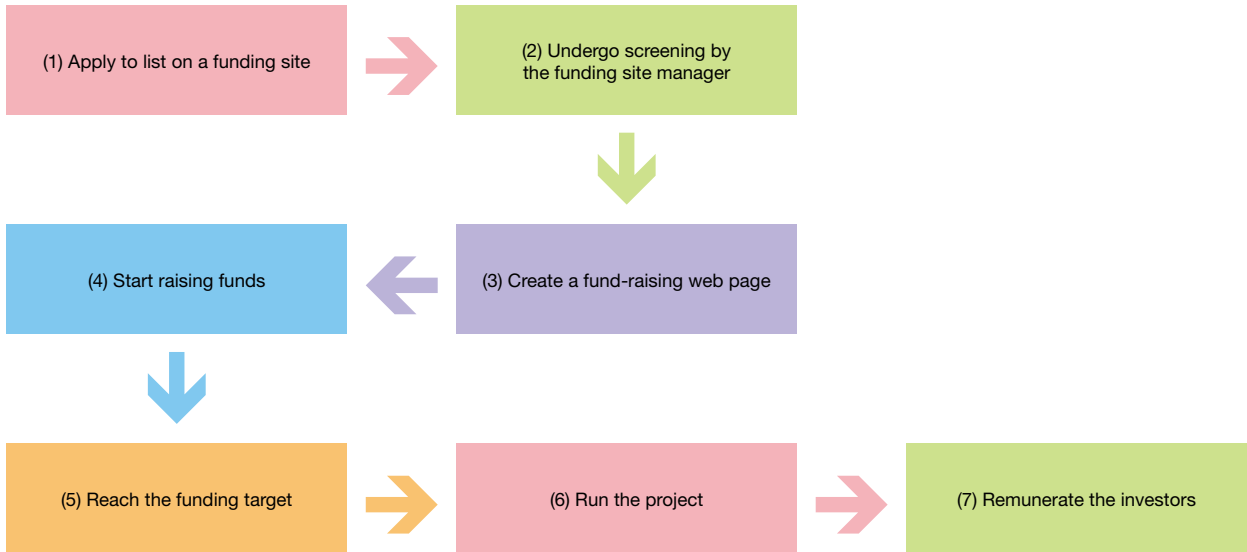 (1) Apply to list on a funding site
(2) Undergo screening by
the funding site manager
(3) Create a fund-raising web page
(4) Start raising funds
(5) Reach the funding target
(6) Run the project
(7) Remunerate the investors